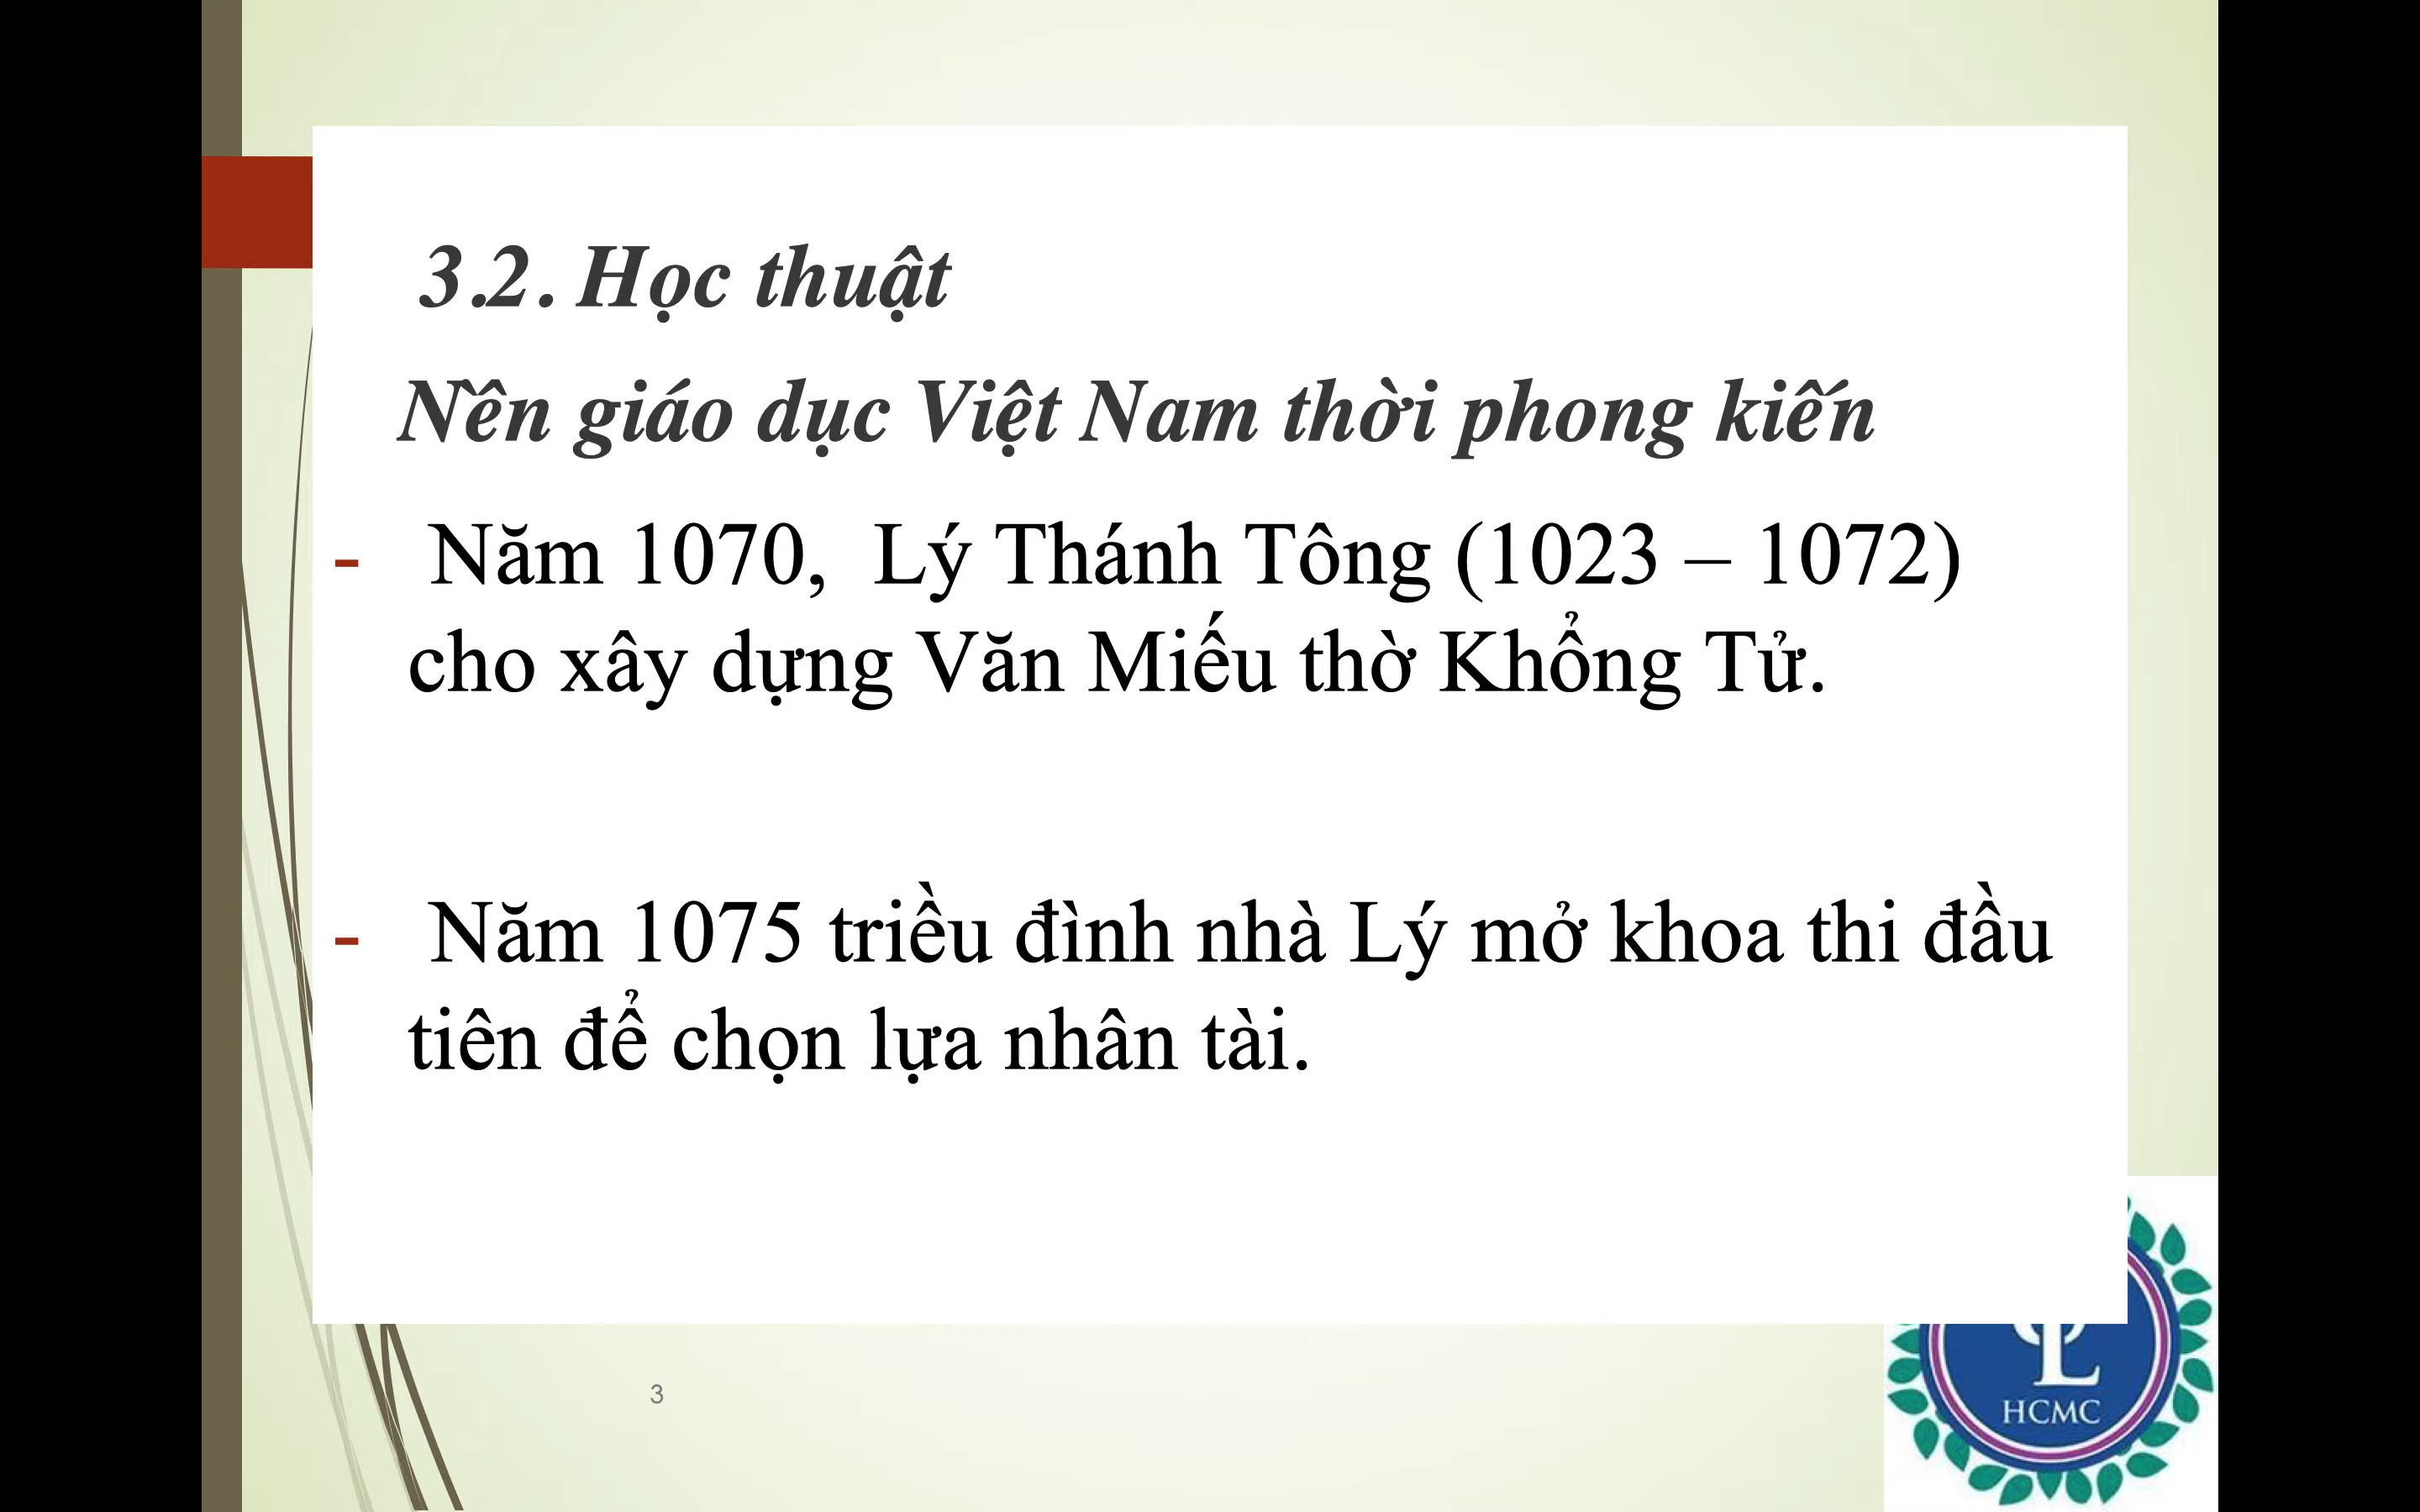 3.2. Học thuật
Nền giáo dục Việt Nam thời phong kiến
- Năm 1070, Lý Thánh Tông (1023 – 1072)
cho xây dựng Văn Miếu thờ Khổng Tử.
- Năm 1075 triều đình nhà Lý mở khoa thi đầu
tiên để chọn lựa nhân tài.
3
L
HCMC